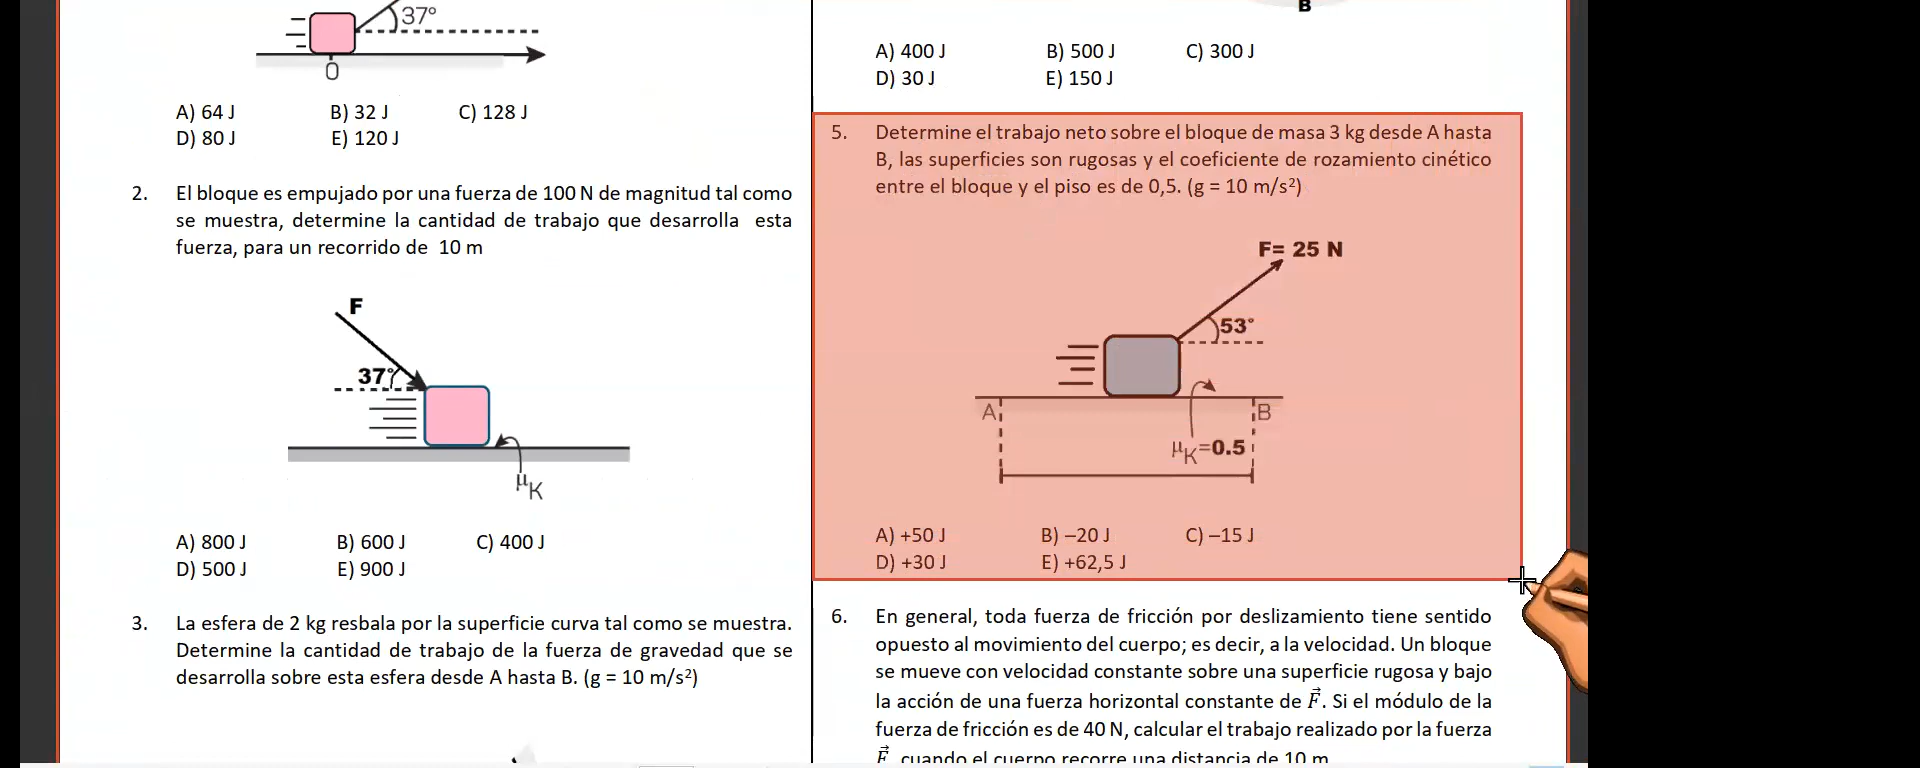 37°
O
A) 64 J B) 32 J C) 128 J
D) 80 J E) 120 J
2. El bloque es empujado por una fuerza de 100 N de magnitud tal como
se muestra, determine la cantidad de trabajo que desarrolla esta
fuerza, para un recorrido de 10 m
F
37°
μK
A) 800 J B) 600 J C) 400 J
D) 500 J E) 900 J
3. La esfera de 2 kg resbala por la superficie curva tal como se muestra.
Determine la cantidad de trabajo de la fuerza de gravedad que se
desarrolla sobre esta esfera desde A hasta B. (g = 10 m/s²)
B
A) 400 J B) 500 J C) 300 J
D) 30 J E) 150 J
5. Determine el trabajo neto sobre el bloque de masa 3 kg desde A hasta
B, las superficies son rugosas y el coeficiente de rozamiento cinético
entre el bloque y el piso es de 0,5. (g = 10 m/s²)
F= 25 N
53°
A B
μK=0.5
A) +50 J B) –20 J C) –15 J
D) +30 J E) +62,5 J
6. En general, toda fuerza de fricción por deslizamiento tiene sentido
opuesto al movimiento del cuerpo; es decir, a la velocidad. Un bloque
se mueve con velocidad constante sobre una superficie rugosa y bajo
la acción de una fuerza horizontal constante de F⃗. Si el módulo de la
fuerza de fricción es de 40 N, calcular el trabajo realizado por la fuerza
F⃗ cuando el cuerpo recorre una distancia de 10 m